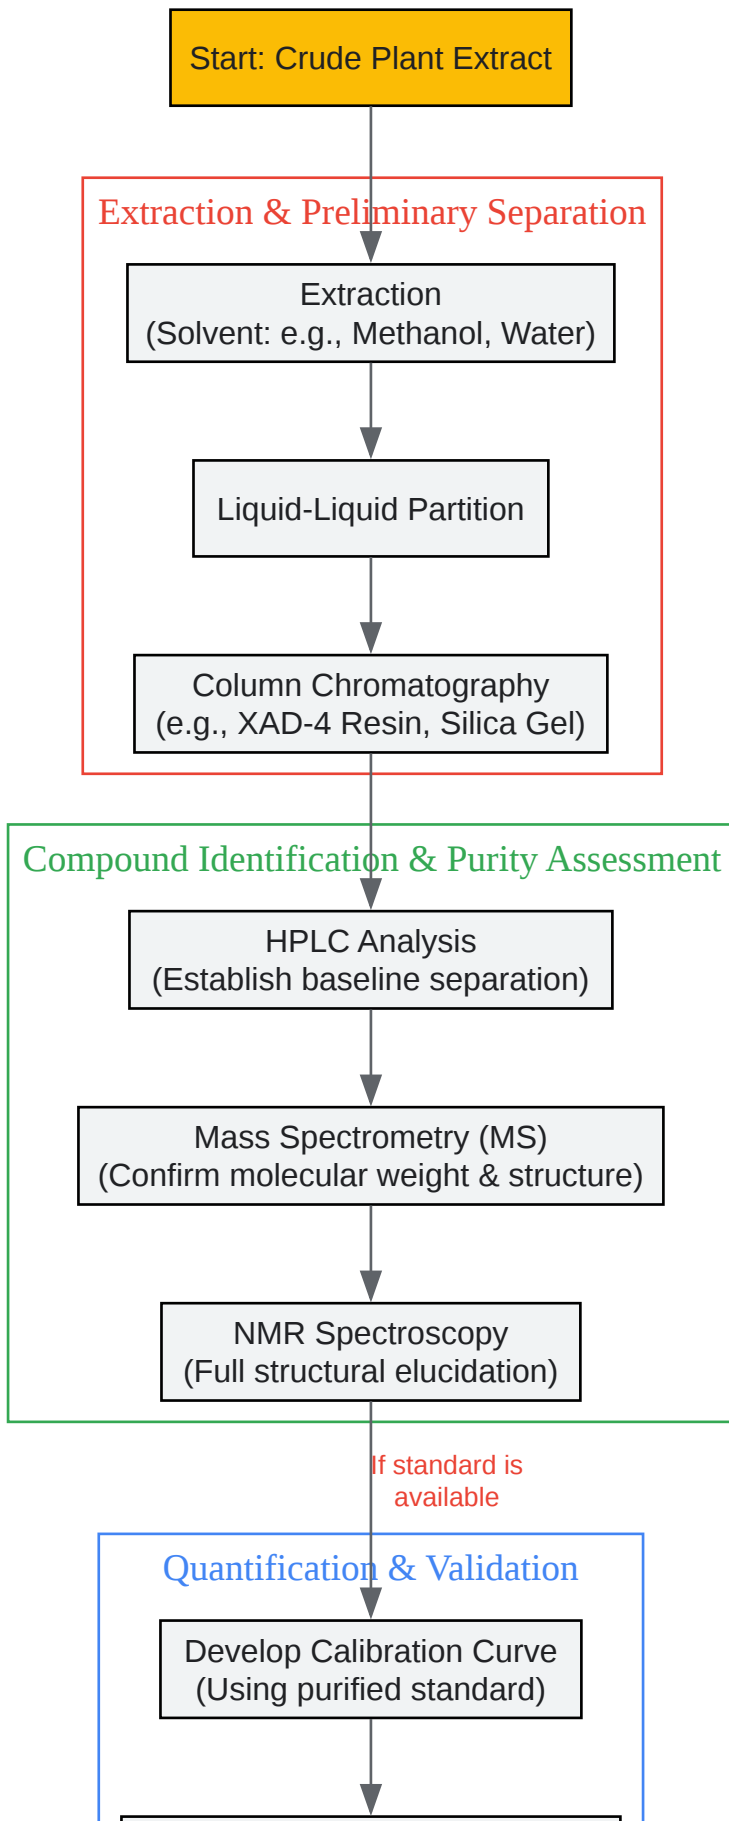 Start: Crude Plant Extract
Extraction & Preliminary Separation
Extraction
(Solvent: e.g., Methanol, Water)
Liquid-Liquid Partition
Column Chromatography
(e.g., XAD-4 Resin, Silica Gel)
Compound Identification & Purity Assessment
HPLC Analysis
(Establish baseline separation)
Mass Spectrometry (MS)
(Confirm molecular weight & structure)
NMR Spectroscopy
(Full structural elucidation)
If standard is
available
Quantification & Validation
Develop Calibration Curve
(Using purified standard)